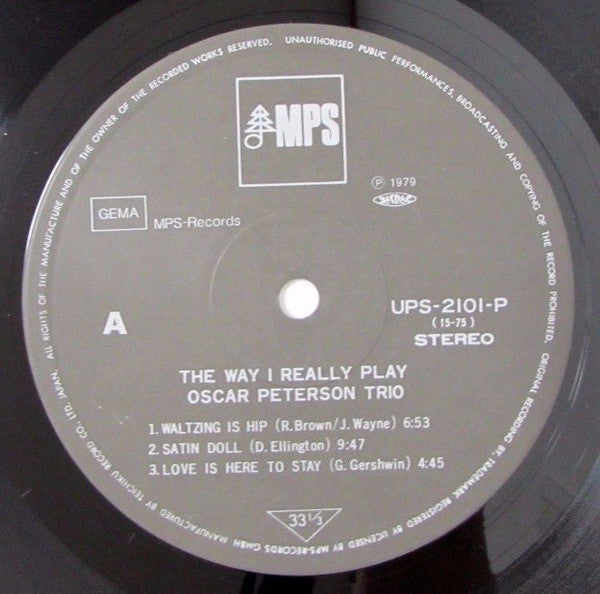 ALL RIGHTS OF THE MANUFACTURE AND OF THE OWNER OF THE RECORDED WORKS RESERVED. UNAUTHORISED PUBLIC PERFORMANCES, BROADCASTING AND COPYING OF THE RECORD PROHIBITED.
MPS
GEMA
MPS-Records
℗ 1979
JASRAC
A
UPS-2101-P
(15-75)
STEREO
THE WAY I REALLY PLAY
OSCAR PETERSON TRIO
1. WALTZING IS HIP (R. Brown/J. Wayne) 6:53
2. SATIN DOLL (D. Ellington) 9:47
3. LOVE IS HERE TO STAY (G. Gershwin) 4:45
33 1/3
ORIGINAL RECORDING BY TRADEMARK REGISTERED BY, LICENSED BY MPS-RECORDS GMBH MANUFACTURED BY TEICHIKU RECORD CO., LTD. JAPAN.